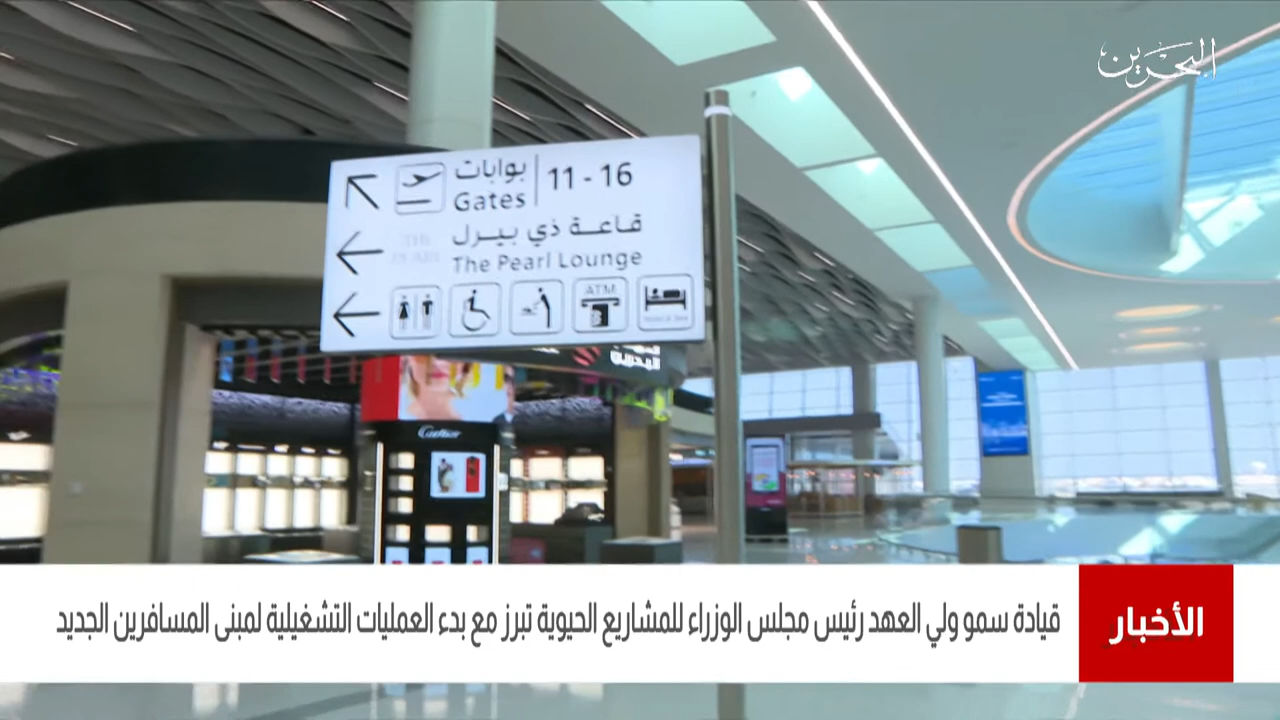 البحرين
بوابات 11 - 16
Gates
قاعة ذي بيرل
The Pearl Lounge
ATM
Cartier
الأخبار
قيادة سمو ولي العهد رئيس مجلس الوزراء للمشاريع الحيوية تبرز مع بدء العمليات التشغيلية لمبنى المسافرين الجديد